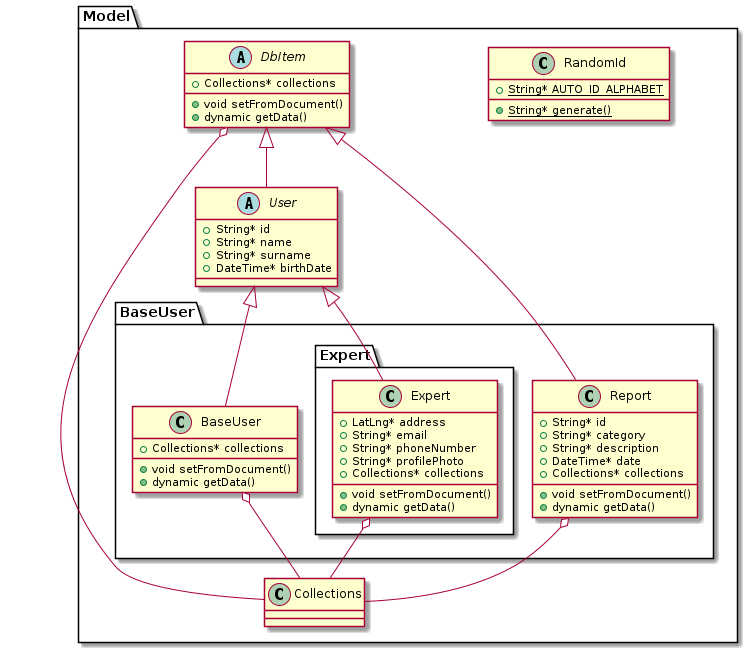 Model
A DbItem
Collections* collections
void setFromDocument()
dynamic getData()
C RandomId
String* AUTO_ID_ALPHABET
String* generate()
A User
String* id
String* name
String* surname
DateTime* birthDate
BaseUser
Expert
C BaseUser
Collections* collections
void setFromDocument()
dynamic getData()
C Expert
LatLng* address
String* email
String* phoneNumber
String* profilePhoto
Collections* collections
void setFromDocument()
dynamic getData()
C Report
String* id
String* category
String* description
DateTime* date
Collections* collections
void setFromDocument()
dynamic getData()
C Collections